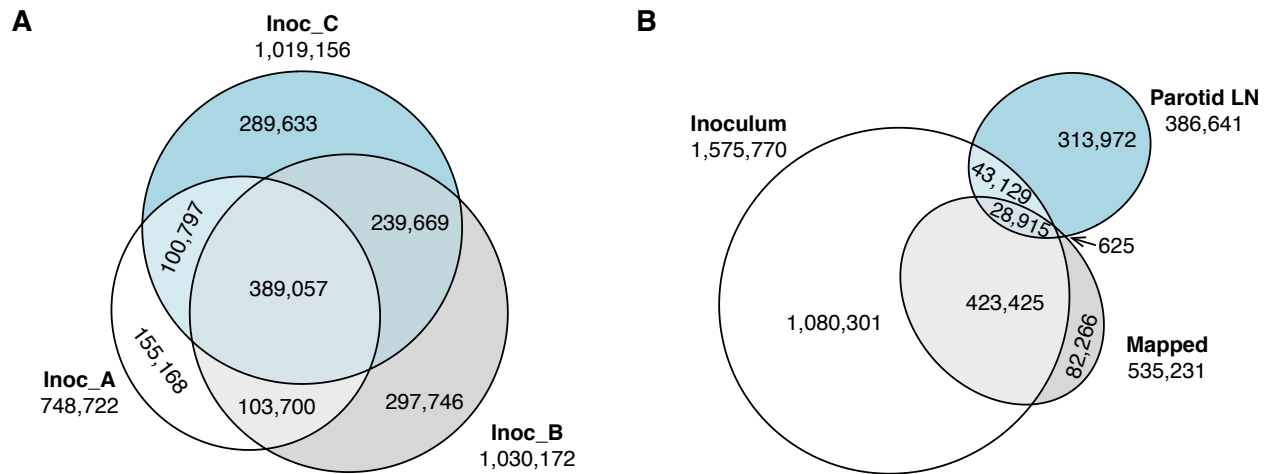 A
Inoc_C
1,019,156
289,633
100,797
239,669
389,057
155,168
103,700
297,746
Inoc_A
748,722
Inoc_B
1,030,172
B
Inoculum
1,575,770
Parotid LN
386,641
313,972
43,129
28,915
625
423,425
1,080,301
82,266
Mapped
535,231